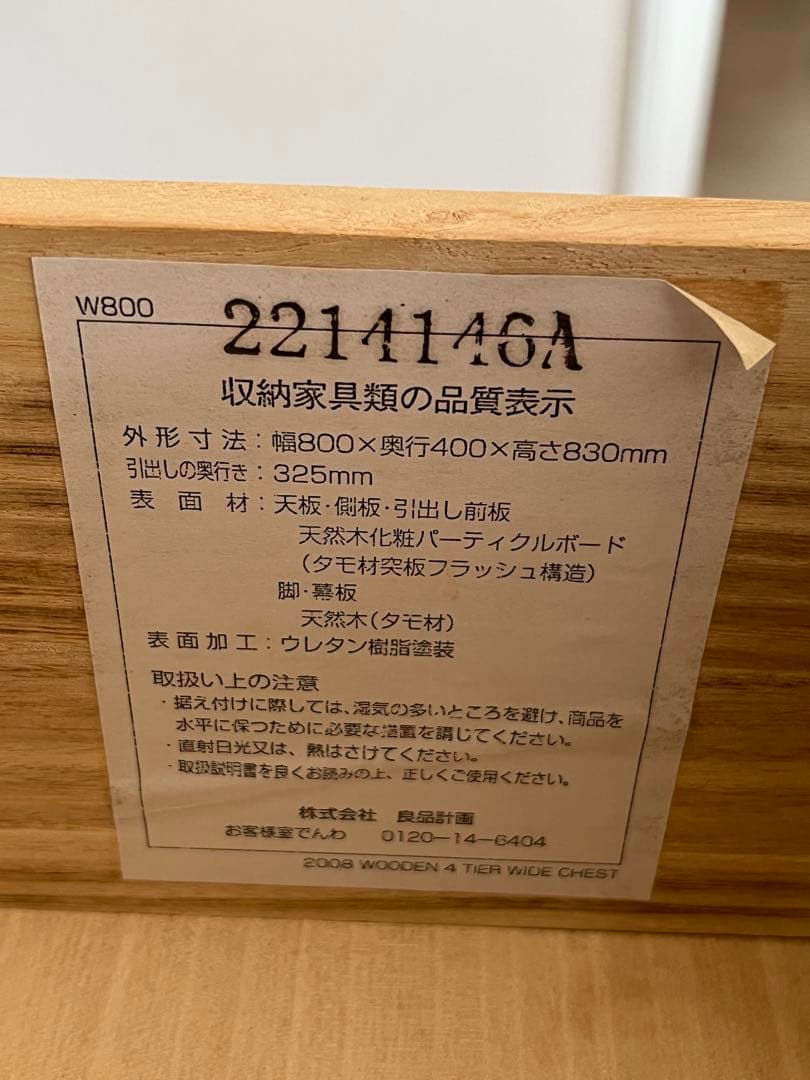 W800
2214146A
収納家具類の品質表示
外形寸法：幅800×奥行400×高さ830mm
引出しの奥行き：325mm
表面材：天板・側板・引出し前板
天然木化粧パーティクルボード
（タモ材突板フラッシュ構造）
脚・幕板
天然木（タモ材）
表面加工：ウレタン樹脂塗装
取扱い上の注意
・据え付けに際しては、湿気の多いところを避け、商品を
水平に保つために必要な措置を講じてください。
・直射日光又は、熱はさけてください。
・取扱説明書を良くお読みの上、正しくご使用ください。
株式会社 良品計画
お客様室でんわ 0120-14-6404
2008 WOODEN 4 TIER WIDE CHEST